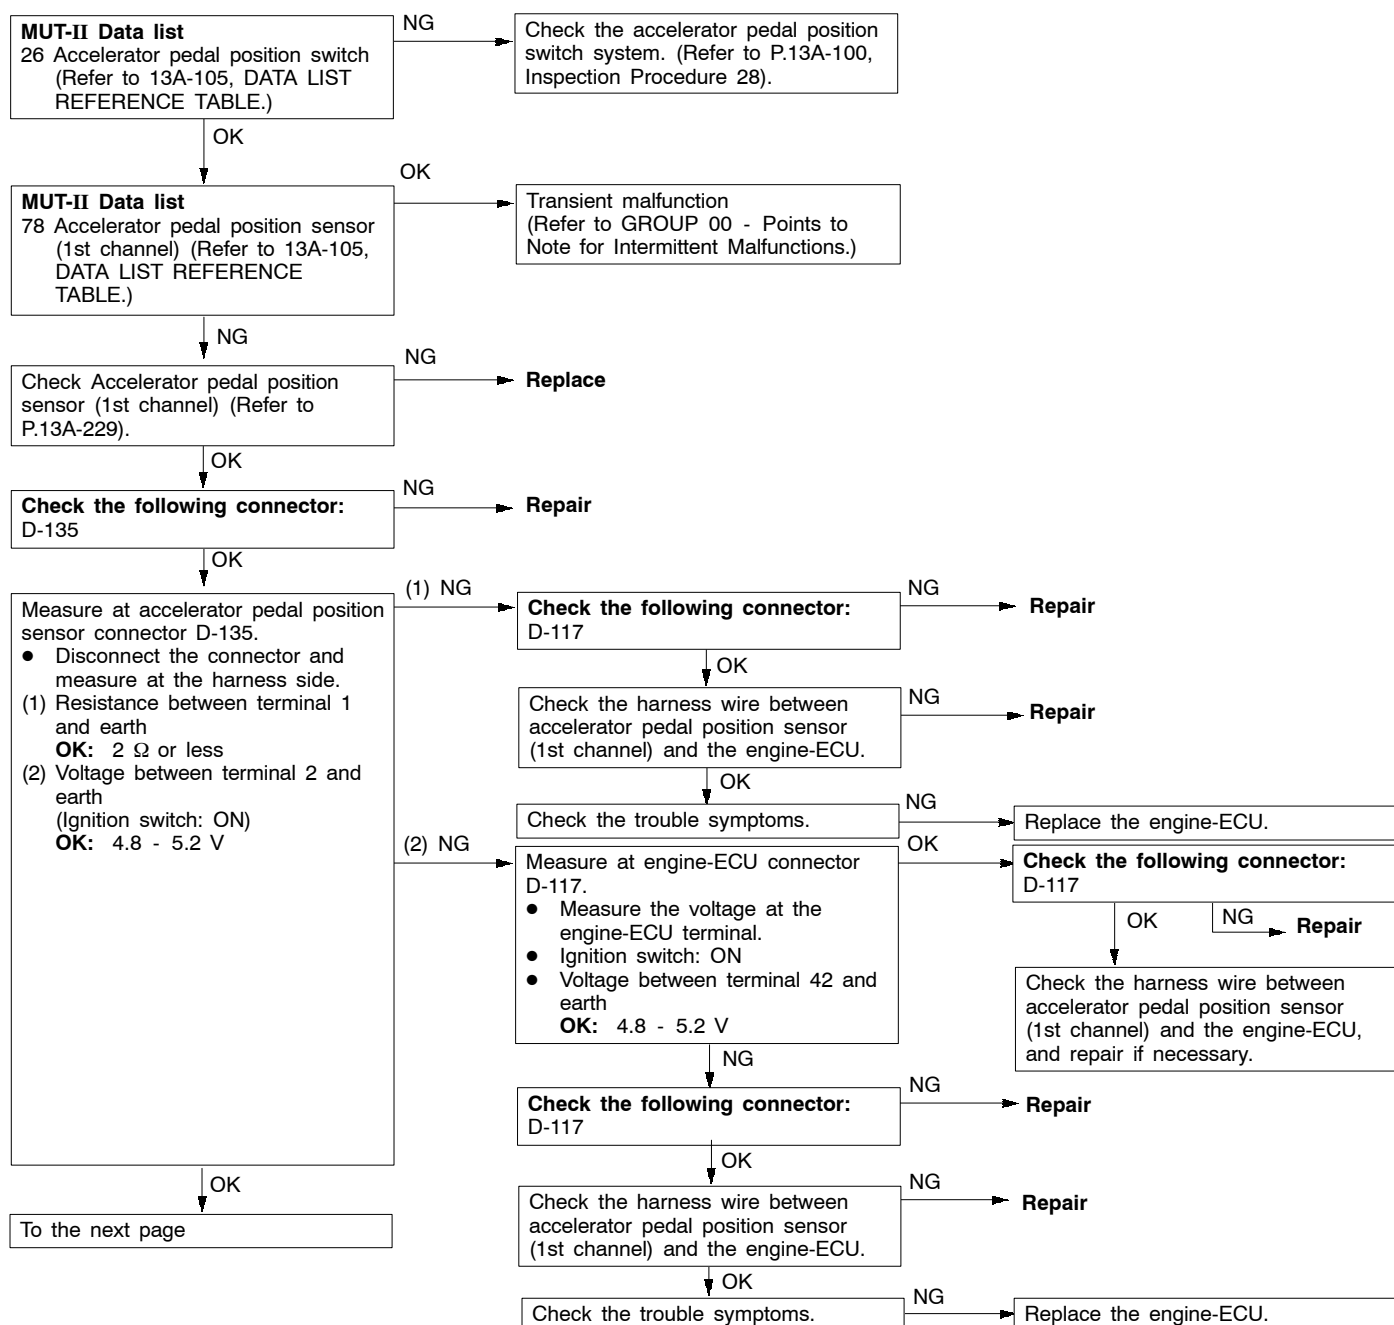 MUT-II Data list
26 Accelerator pedal position switch
(Refer to 13A-105, DATA LIST
REFERENCE TABLE.)
NG
Check the accelerator pedal position
switch system. (Refer to P.13A-100,
Inspection Procedure 28).
OK
MUT-II Data list
78 Accelerator pedal position sensor
(1st channel) (Refer to 13A-105,
DATA LIST REFERENCE
TABLE.)
OK
Transient malfunction
(Refer to GROUP 00 - Points to
Note for Intermittent Malfunctions.)
NG
Check Accelerator pedal position
sensor (1st channel) (Refer to
P.13A-229).
NG
Replace
OK
Check the following connector:
D-135
NG
Repair
OK
Measure at accelerator pedal position
sensor connector D-135.
● Disconnect the connector and
measure at the harness side.
(1) Resistance between terminal 1
and earth
OK: 2 Ω or less
(2) Voltage between terminal 2 and
earth
(Ignition switch: ON)
OK: 4.8 - 5.2 V
(1) NG
Check the following connector:
D-117
NG
Repair
OK
Check the harness wire between
accelerator pedal position sensor
(1st channel) and the engine-ECU.
NG
Repair
OK
Check the trouble symptoms.
NG
Replace the engine-ECU.
(2) NG
Measure at engine-ECU connector
D-117.
● Measure the voltage at the
engine-ECU terminal.
● Ignition switch: ON
● Voltage between terminal 42 and
earth
OK: 4.8 - 5.2 V
OK
Check the following connector:
D-117
OK
NG
Repair
Check the harness wire between
accelerator pedal position sensor
(1st channel) and the engine-ECU,
and repair if necessary.
NG
Check the following connector:
D-117
NG
Repair
OK
Check the harness wire between
accelerator pedal position sensor
(1st channel) and the engine-ECU.
NG
Repair
OK
Check the trouble symptoms.
NG
Replace the engine-ECU.
OK
To the next page